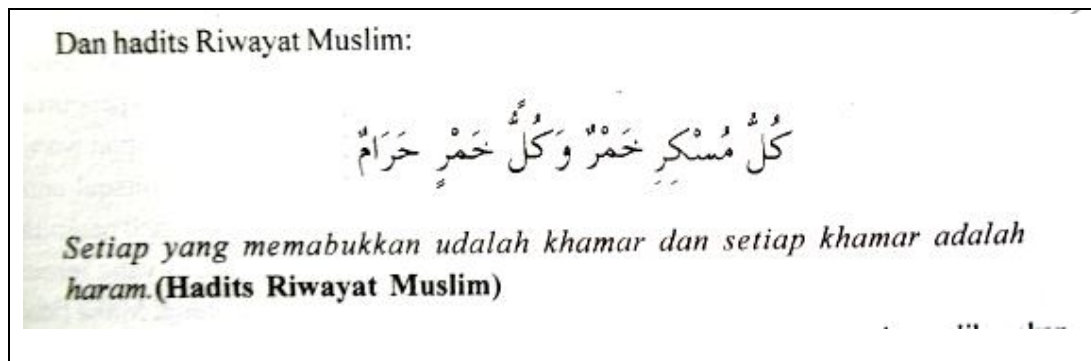 Dan hadits Riwayat Muslim:
كُلُّ مُسْكِرٍ خَمْرٌ وَكُلُّ خَمْرٍ حَرَامٌ
Setiap yang memabukkan udalah khamar dan setiap khamar adalah
haram.(Hadits Riwayat Muslim)